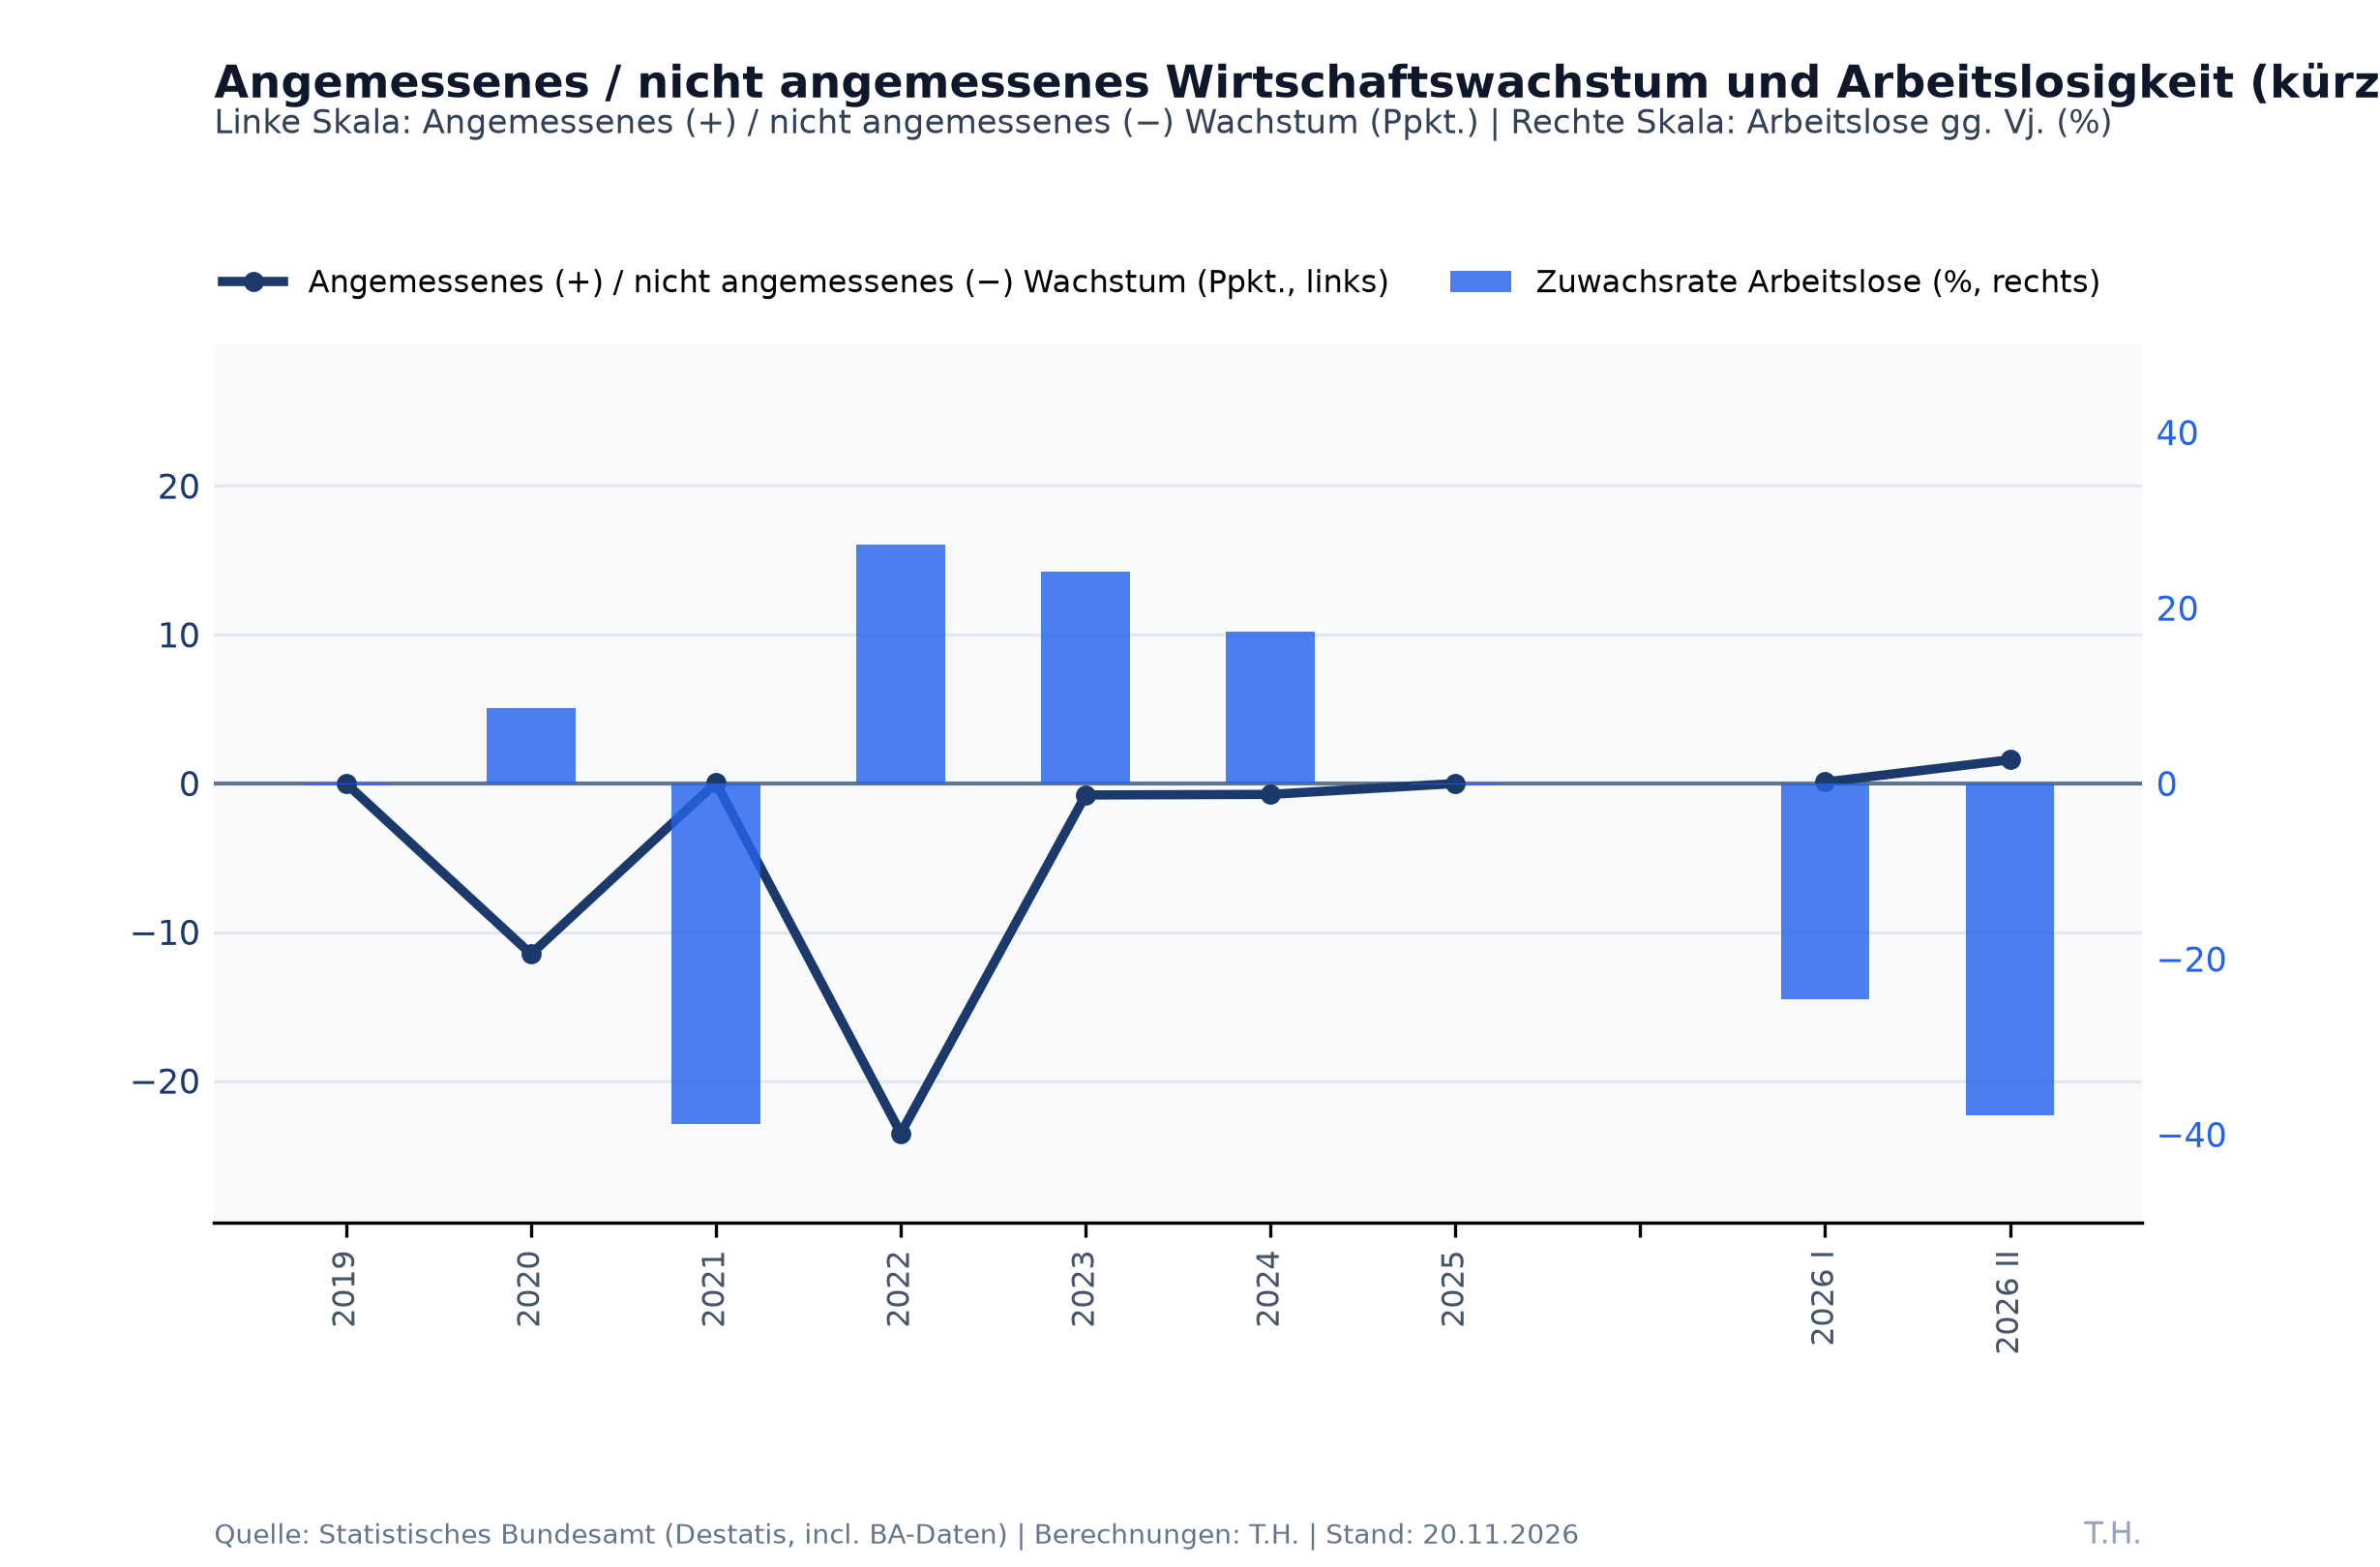 Angemessenes / nicht angemessenes Wirtschaftswachstum und Arbeitslosigkeit (kürz
Linke Skala: Angemessenes (+) / nicht angemessenes (−) Wachstum (Ppkt.) | Rechte Skala: Arbeitslose gg. Vj. (%)
Angemessenes (+) / nicht angemessenes (−) Wachstum (Ppkt., links)
Zuwachsrate Arbeitslose (%, rechts)
20
10
0
−10
−20
40
20
0
−20
−40
2019
2020
2021
2022
2023
2024
2025
2026 I
2026 II
Quelle: Statistisches Bundesamt (Destatis, incl. BA-Daten) | Berechnungen: T.H. | Stand: 20.11.2026
T.H.